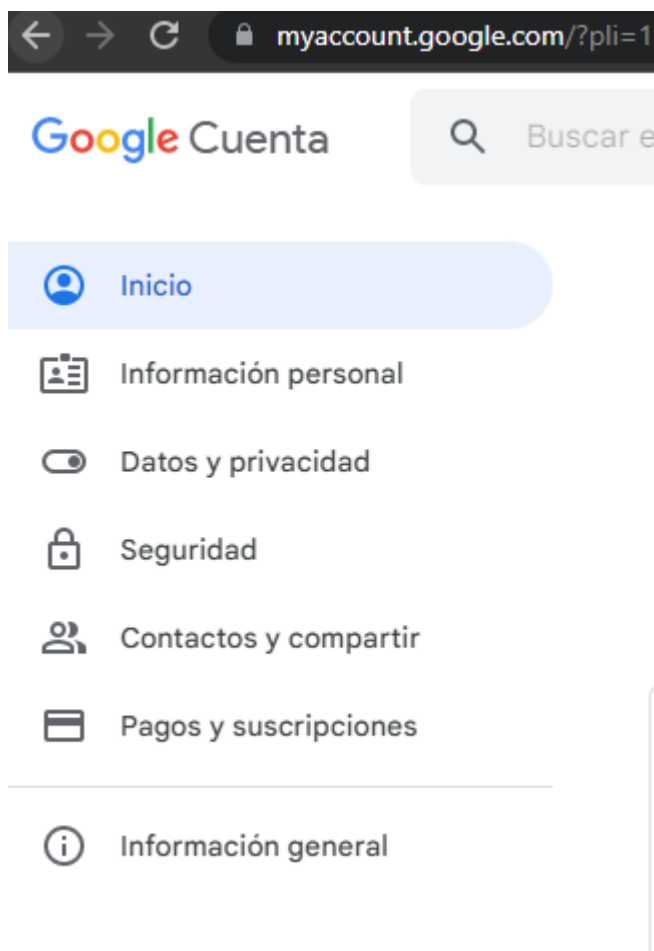 myaccount.google.com/?pli=1
Google Cuenta
Buscar e
Inicio
Información personal
Datos y privacidad
Seguridad
Contactos y compartir
Pagos y suscripciones
Información general